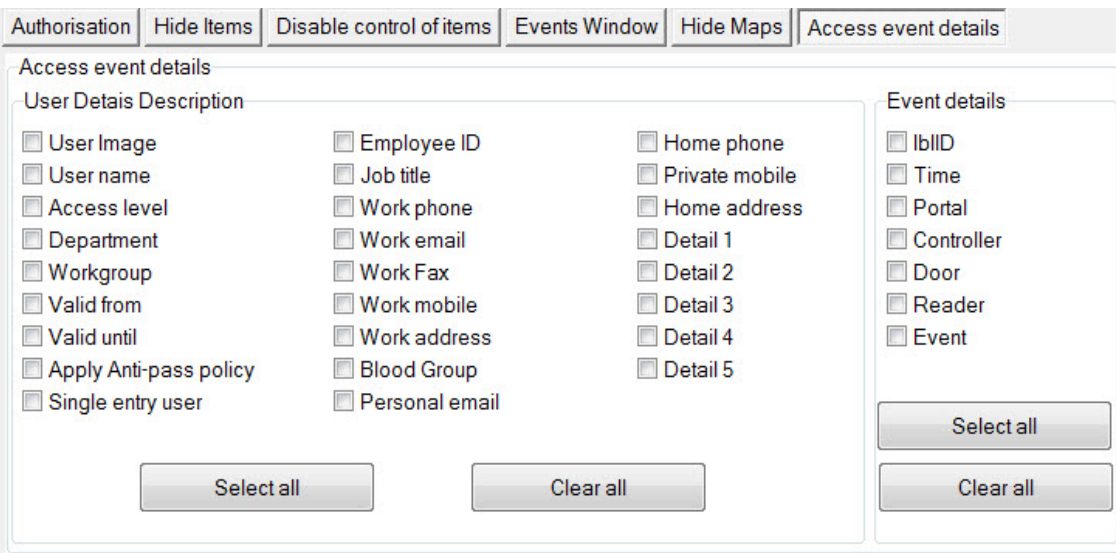 Authorisation Hide Items Disable control of items Events Window Hide Maps Access event details
Access event details
User Detais Description
User Image
User name
Access level
Department
Workgroup
Valid from
Valid until
Apply Anti-pass policy
Single entry user
Employee ID
Job title
Work phone
Work email
Work Fax
Work mobile
Work address
Blood Group
Personal email
Home phone
Private mobile
Home address
Detail 1
Detail 2
Detail 3
Detail 4
Detail 5
Select all Clear all
Event details
lblID
Time
Portal
Controller
Door
Reader
Event
Select all
Clear all